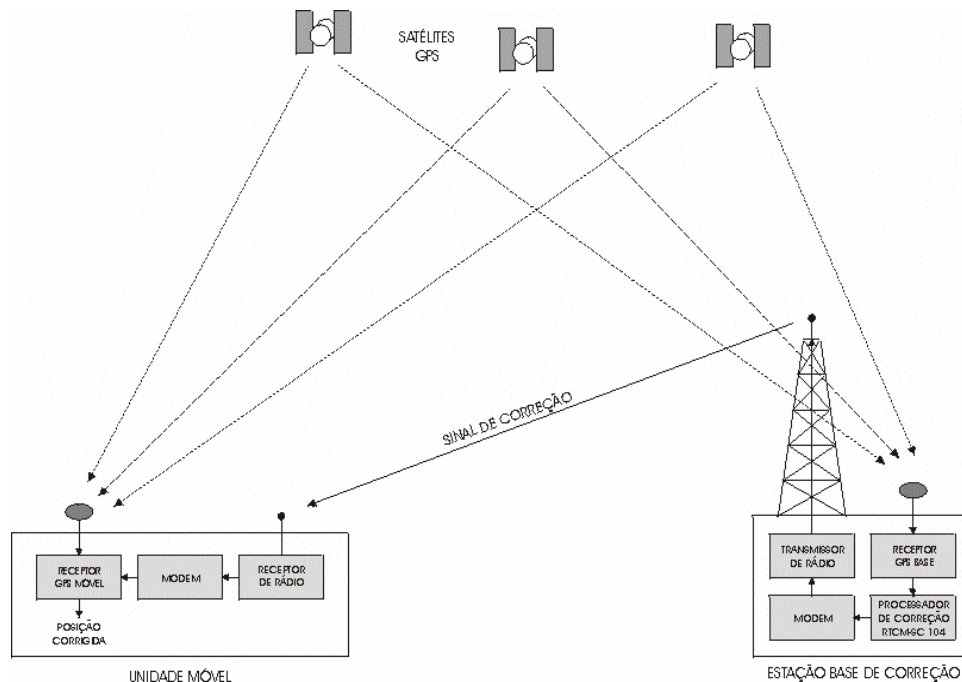 SATÉLITES
GPS
SINAL DE CORREÇÃO
RECEPTOR
GPS MÓVEL
MODEM
RECEPTOR
DE RÁDIO
POSIÇÃO
CORRIGIDA
UNIDADE MÓVEL
TRANSMISSOR
DE RÁDIO
RECEPTOR
GPS BASE
MODEM
PROCESSADOR
DE CORREÇÃO
RTCM-SC 104
ESTAÇÃO BASE DE CORREÇÃO